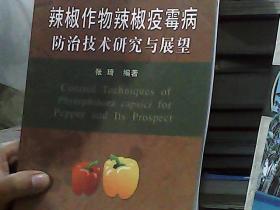 辣椒作物辣椒疫霉病
防治技术研究与展望
张琦 编著
Control Techniques of
Phytophthora capsici for
Pepper and Its Prospect